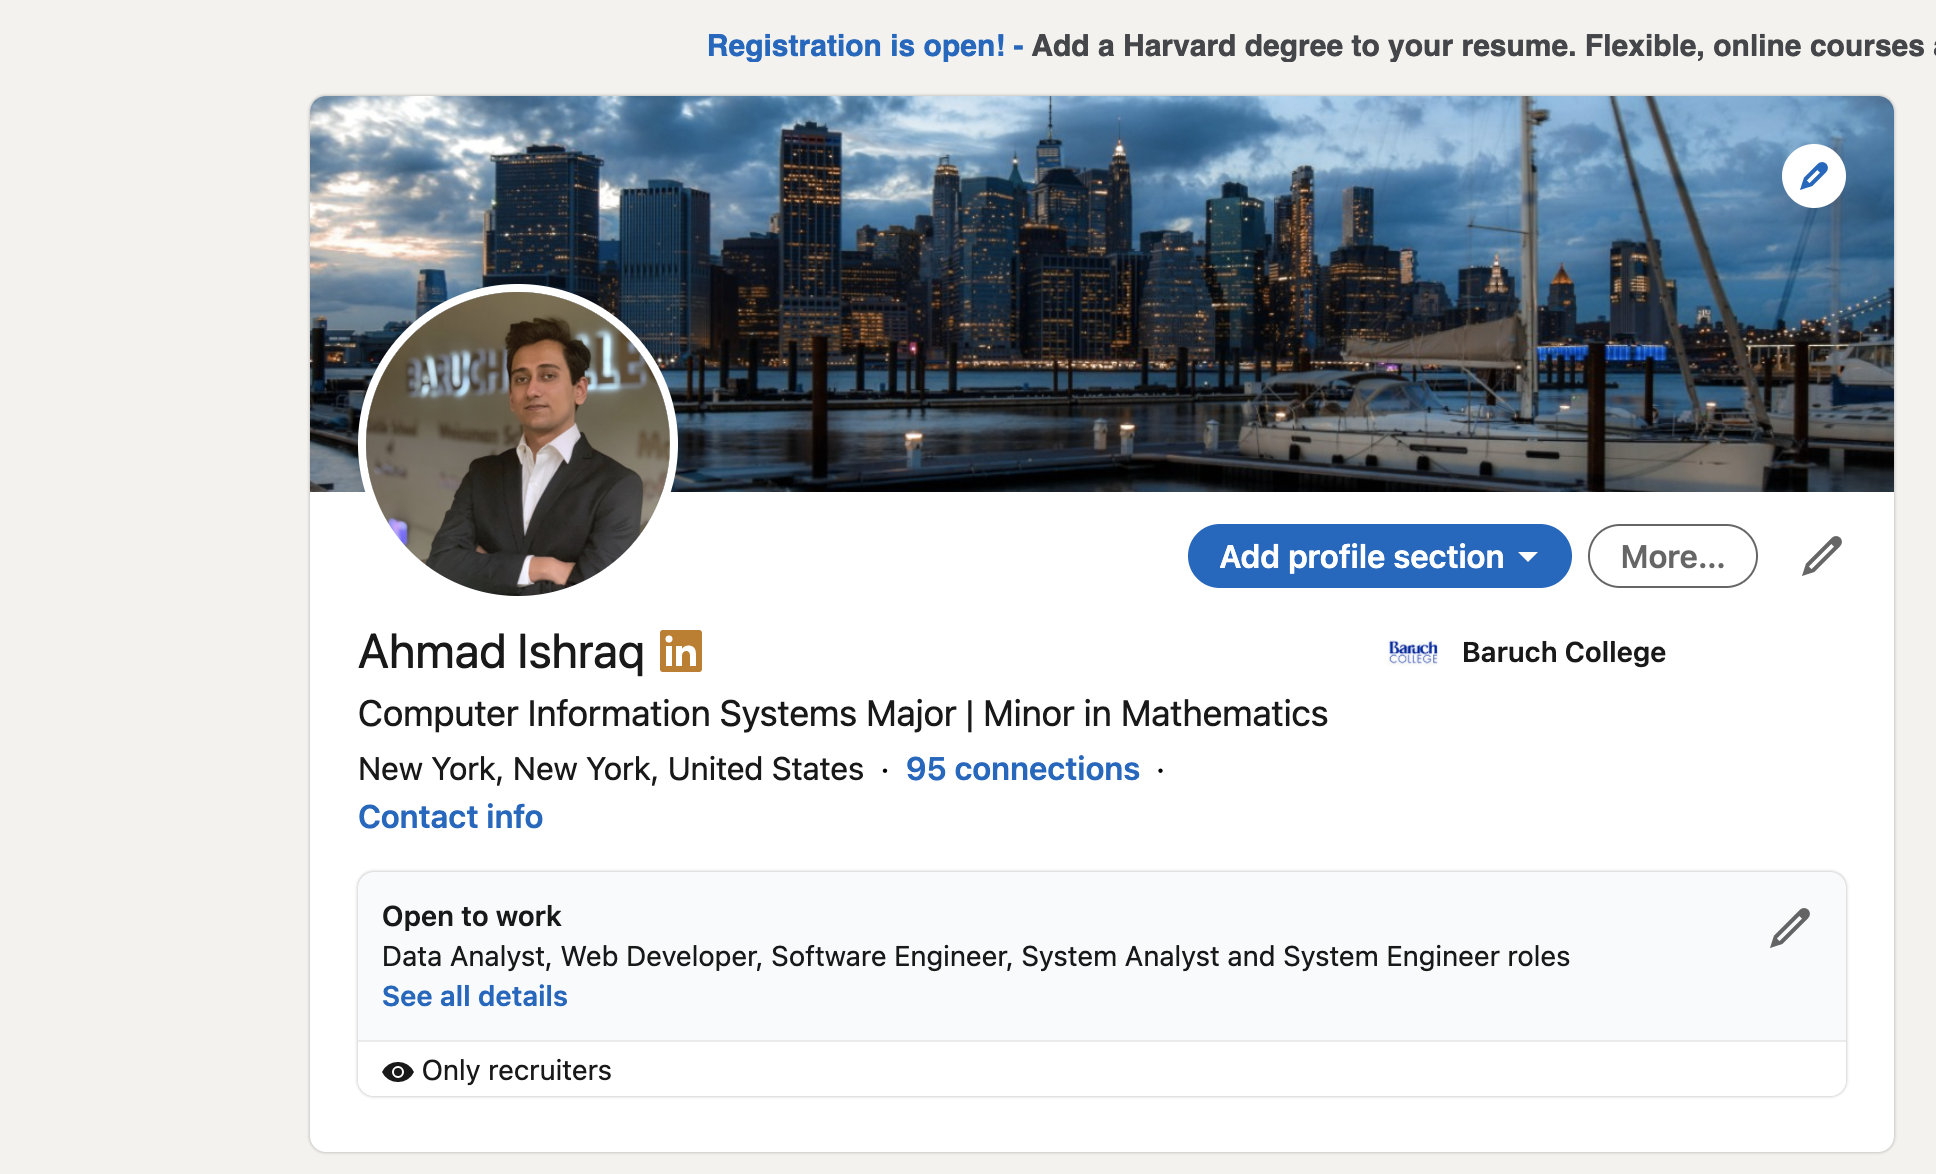 Registration is open! - Add a Harvard degree to your resume. Flexible, online courses
BARUCH
Add profile section
More...
Ahmad Ishraq in
Baruch COLLEGE
Baruch College
Computer Information Systems Major | Minor in Mathematics
New York, New York, United States · 95 connections ·
Contact info
Open to work
Data Analyst, Web Developer, Software Engineer, System Analyst and System Engineer roles
See all details
Only recruiters